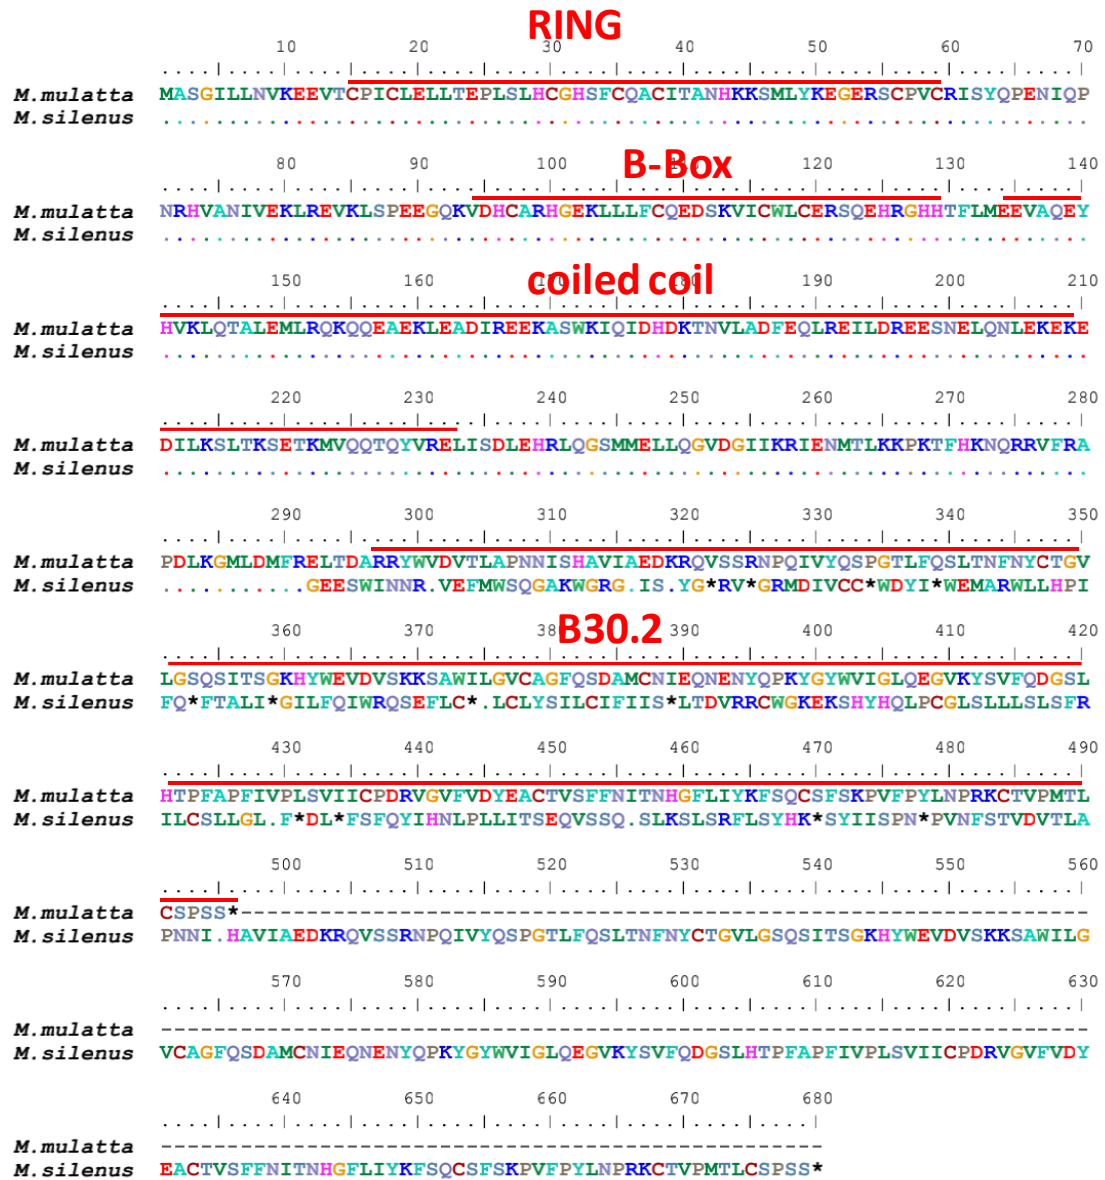 RING
10 20 30 40 50 60 70
....|....|....|....|....|....|....|....|....|....|....|....|....|....|
M.mulatta MASGILLNVKEEVTCPICLELLTEPLSLHCGHSFCQACITANHKKSMLYKEGERSCPVCRISYQPENIQP
M.silenus ......................................................................
B-Box
80 90 100 110 120 130 140
....|....|....|....|....|....|....|....|....|....|....|....|....|....|
M.mulatta NRHVANIVEKLREVKLSPEEGQKVDHCARHGEKLLLFCQEDSKVICWLCERSQEHRGHHTFLMEEVAQEY
M.silenus ......................................................................
coiled coil
150 160 170 180 190 200 210
....|....|....|....|....|....|....|....|....|....|....|....|....|....|
M.mulatta HVKLQTALEMLRQKQQEAEKLEADIREEKASWKIQIDHDKTNVLADFEQLREILDREESNELQNLEKEKE
M.silenus ......................................................................
220 230 240 250 260 270 280
....|....|....|....|....|....|....|....|....|....|....|....|....|....|
M.mulatta DILKSLTKSETKMVQQTQYVRELISDLEHRLQGSMMELLQGVDGIIKRIENMTLKKPKTFHKNQRRVFRA
M.silenus ......................................................................
290 300 310 320 330 340 350
....|....|....|....|....|....|....|....|....|....|....|....|....|....|
M.mulatta PDLKGMLDMFRELTDARRYWVDVTLAPNNISHAVIAEDKRQVSSRNPQIVYQSPGTLFQSLTNFNYCTGV
M.silenus ...........GEESWINNNR.VEFMWSQGAKWGRG.IS.YG*RV*GRMDIVCC*WDYI*WEMARWLLHPI
B30.2
360 370 380 390 400 410 420
....|....|....|....|....|....|....|....|....|....|....|....|....|....|
M.mulatta LGSQSITSGKHYWEVDVSKKSAWILGVCAGFQSDAMCNIEQNENYQPKYGYWVIGLQEGVKYSVFQDGSL
M.silenus FQ*FTALI*GILFQIWRQSEFLC*.LCLYSILCIFIIS*LTDVRRCWGKEKSHYHQLPCGLSLLLSLSFR
430 440 450 460 470 480 490
....|....|....|....|....|....|....|....|....|....|....|....|....|....|
M.mulatta HTPFAPFIVPLSVIICPDRVGVFVDYEACTVSFFNITNHGFLIYKFSQCSFSKPVFPYLNPRKCTVPMTL
M.silenus ILCSLLGL.F*DL*FSFQYIHNLPLLITSEQVSSQ.SLKSLSRFLSYHK*SYIISPN*PVNFSTVDVTLA
500 510 520 530 540 550 560
....|....|....|....|....|....|....|....|....|....|....|....|....|....|
M.mulatta CSPSS*----------------------------------------------------------------
M.silenus PNNI.HAVIAEDKRQVSSRNPQIVYQSPGTLFQSLTNFNYCTGVLGSQSITSGKHYWEVDVSKKSAWILG
570 580 590 600 610 620 630
....|....|....|....|....|....|....|....|....|....|....|....|....|....|
M.mulatta ----------------------------------------------------------------------
M.silenus VCAGFQSDAMCNIEQNENYQPKYGYWVIGLQEGVKYSVFQDGSLHTPFAPFIVPLSVIICPDRVGVFVDY
640 650 660 670 680
....|....|....|....|....|....|....|....|....|....|
M.mulatta --------------------------------------------------
M.silenus EACTVSFFNITNHGFLIYKFSQCSFSKPVFPYLNPRKCTVPMTLCSPSS*